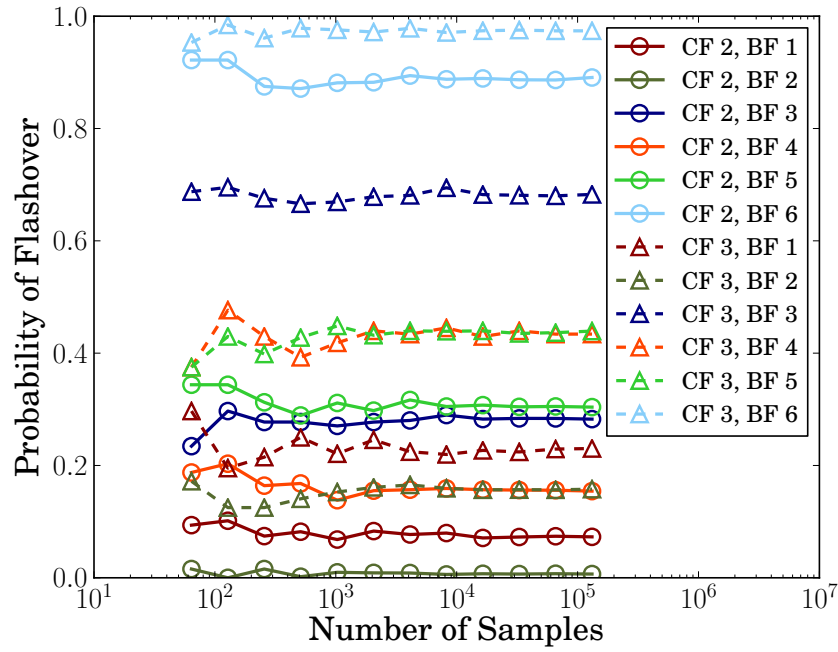 1.0
0.8
0.6
0.4
0.2
0.0
Probability of Flashover
10^1
10^2
10^3
10^4
10^5
10^6
10^7
Number of Samples
CF 2, BF 1
CF 2, BF 2
CF 2, BF 3
CF 2, BF 4
CF 2, BF 5
CF 2, BF 6
CF 3, BF 1
CF 3, BF 2
CF 3, BF 3
CF 3, BF 4
CF 3, BF 5
CF 3, BF 6